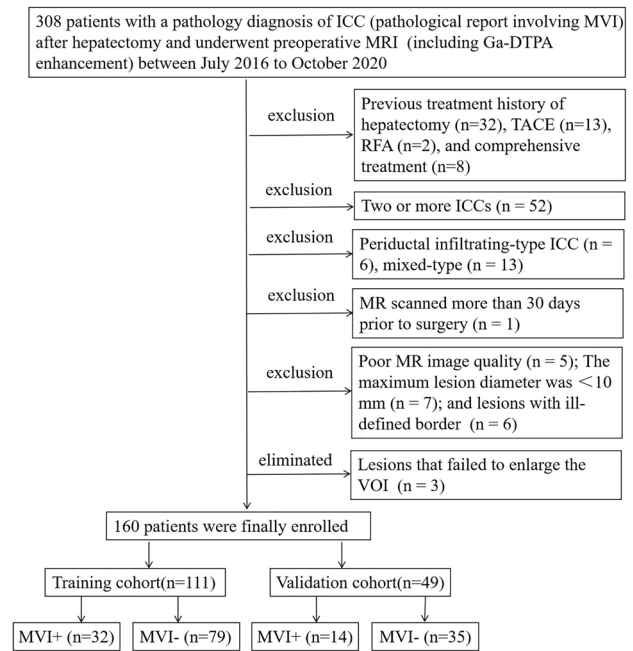 308 patients with a pathology diagnosis of ICC (pathological report involving MVI)
after hepatectomy and underwent preoperative MRI (including Ga-DTPA
enhancement) between July 2016 to October 2020
exclusion
Previous treatment history of
hepatectomy (n=32), TACE (n=13),
RFA (n=2), and comprehensive
treatment (n=8)
exclusion
Two or more ICCs (n = 52)
exclusion
Periductal infiltrating-type ICC (n =
6), mixed-type (n = 13)
exclusion
MR scanned more than 30 days
prior to surgery (n = 1)
exclusion
Poor MR image quality (n = 5); The
maximum lesion diameter was <10
mm (n = 7); and lesions with ill-
defined border (n = 6)
eliminated
Lesions that failed to enlarge the
VOI (n = 3)
160 patients were finally enrolled
Training cohort(n=111)
Validation cohort(n=49)
MVI+ (n=32)
MVI- (n=79)
MVI+ (n=14)
MVI- (n=35)